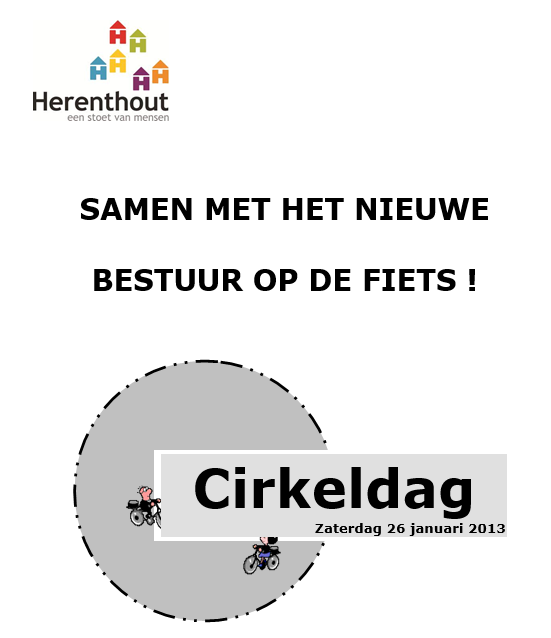 Herenthout
een stoet van mensen
SAMEN MET HET NIEUWE
BESTUUR OP DE FIETS !
Cirkeldag
Zaterdag 26 januari 2013